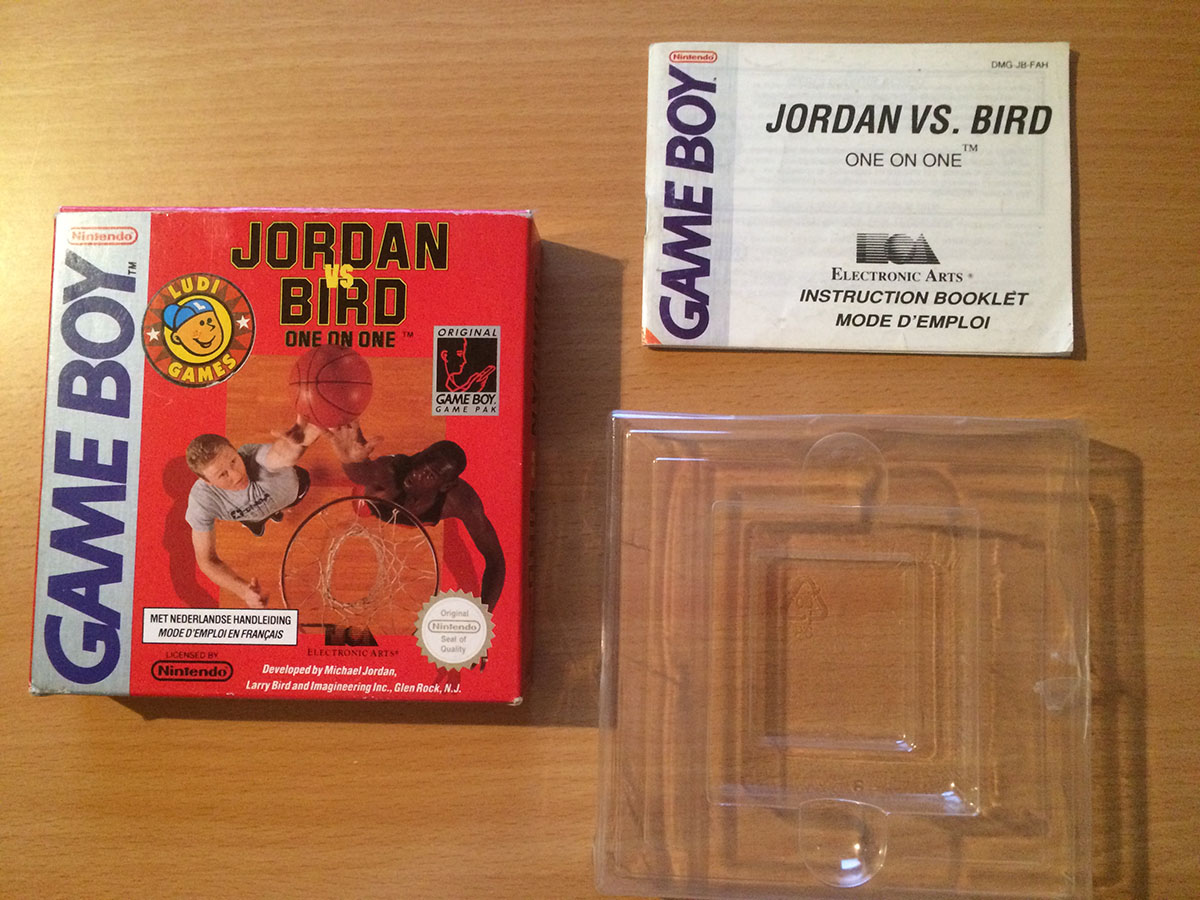 Nintendo
GAME BOY™
LUDI
GAMES
JORDAN
VS
BIRD
ONE ON ONE™
ORIGINAL
GAME BOY
GAME PAK
MET NEDERLANDSE HANDLEIDING
MODE D'EMPLOI EN FRANÇAIS
LICENSED BY
Nintendo
ELECTRONIC ARTS®
Original
Nintendo
Seal of
Quality
Developed by Michael Jordan,
Larry Bird and Imagineering Inc., Glen Rock, N.J.
Nintendo
GAME BOY™
DMG-JB-FAH
JORDAN VS. BIRD
ONE ON ONE™
ELECTRONIC ARTS®
INSTRUCTION BOOKLET
MODE D'EMPLOI